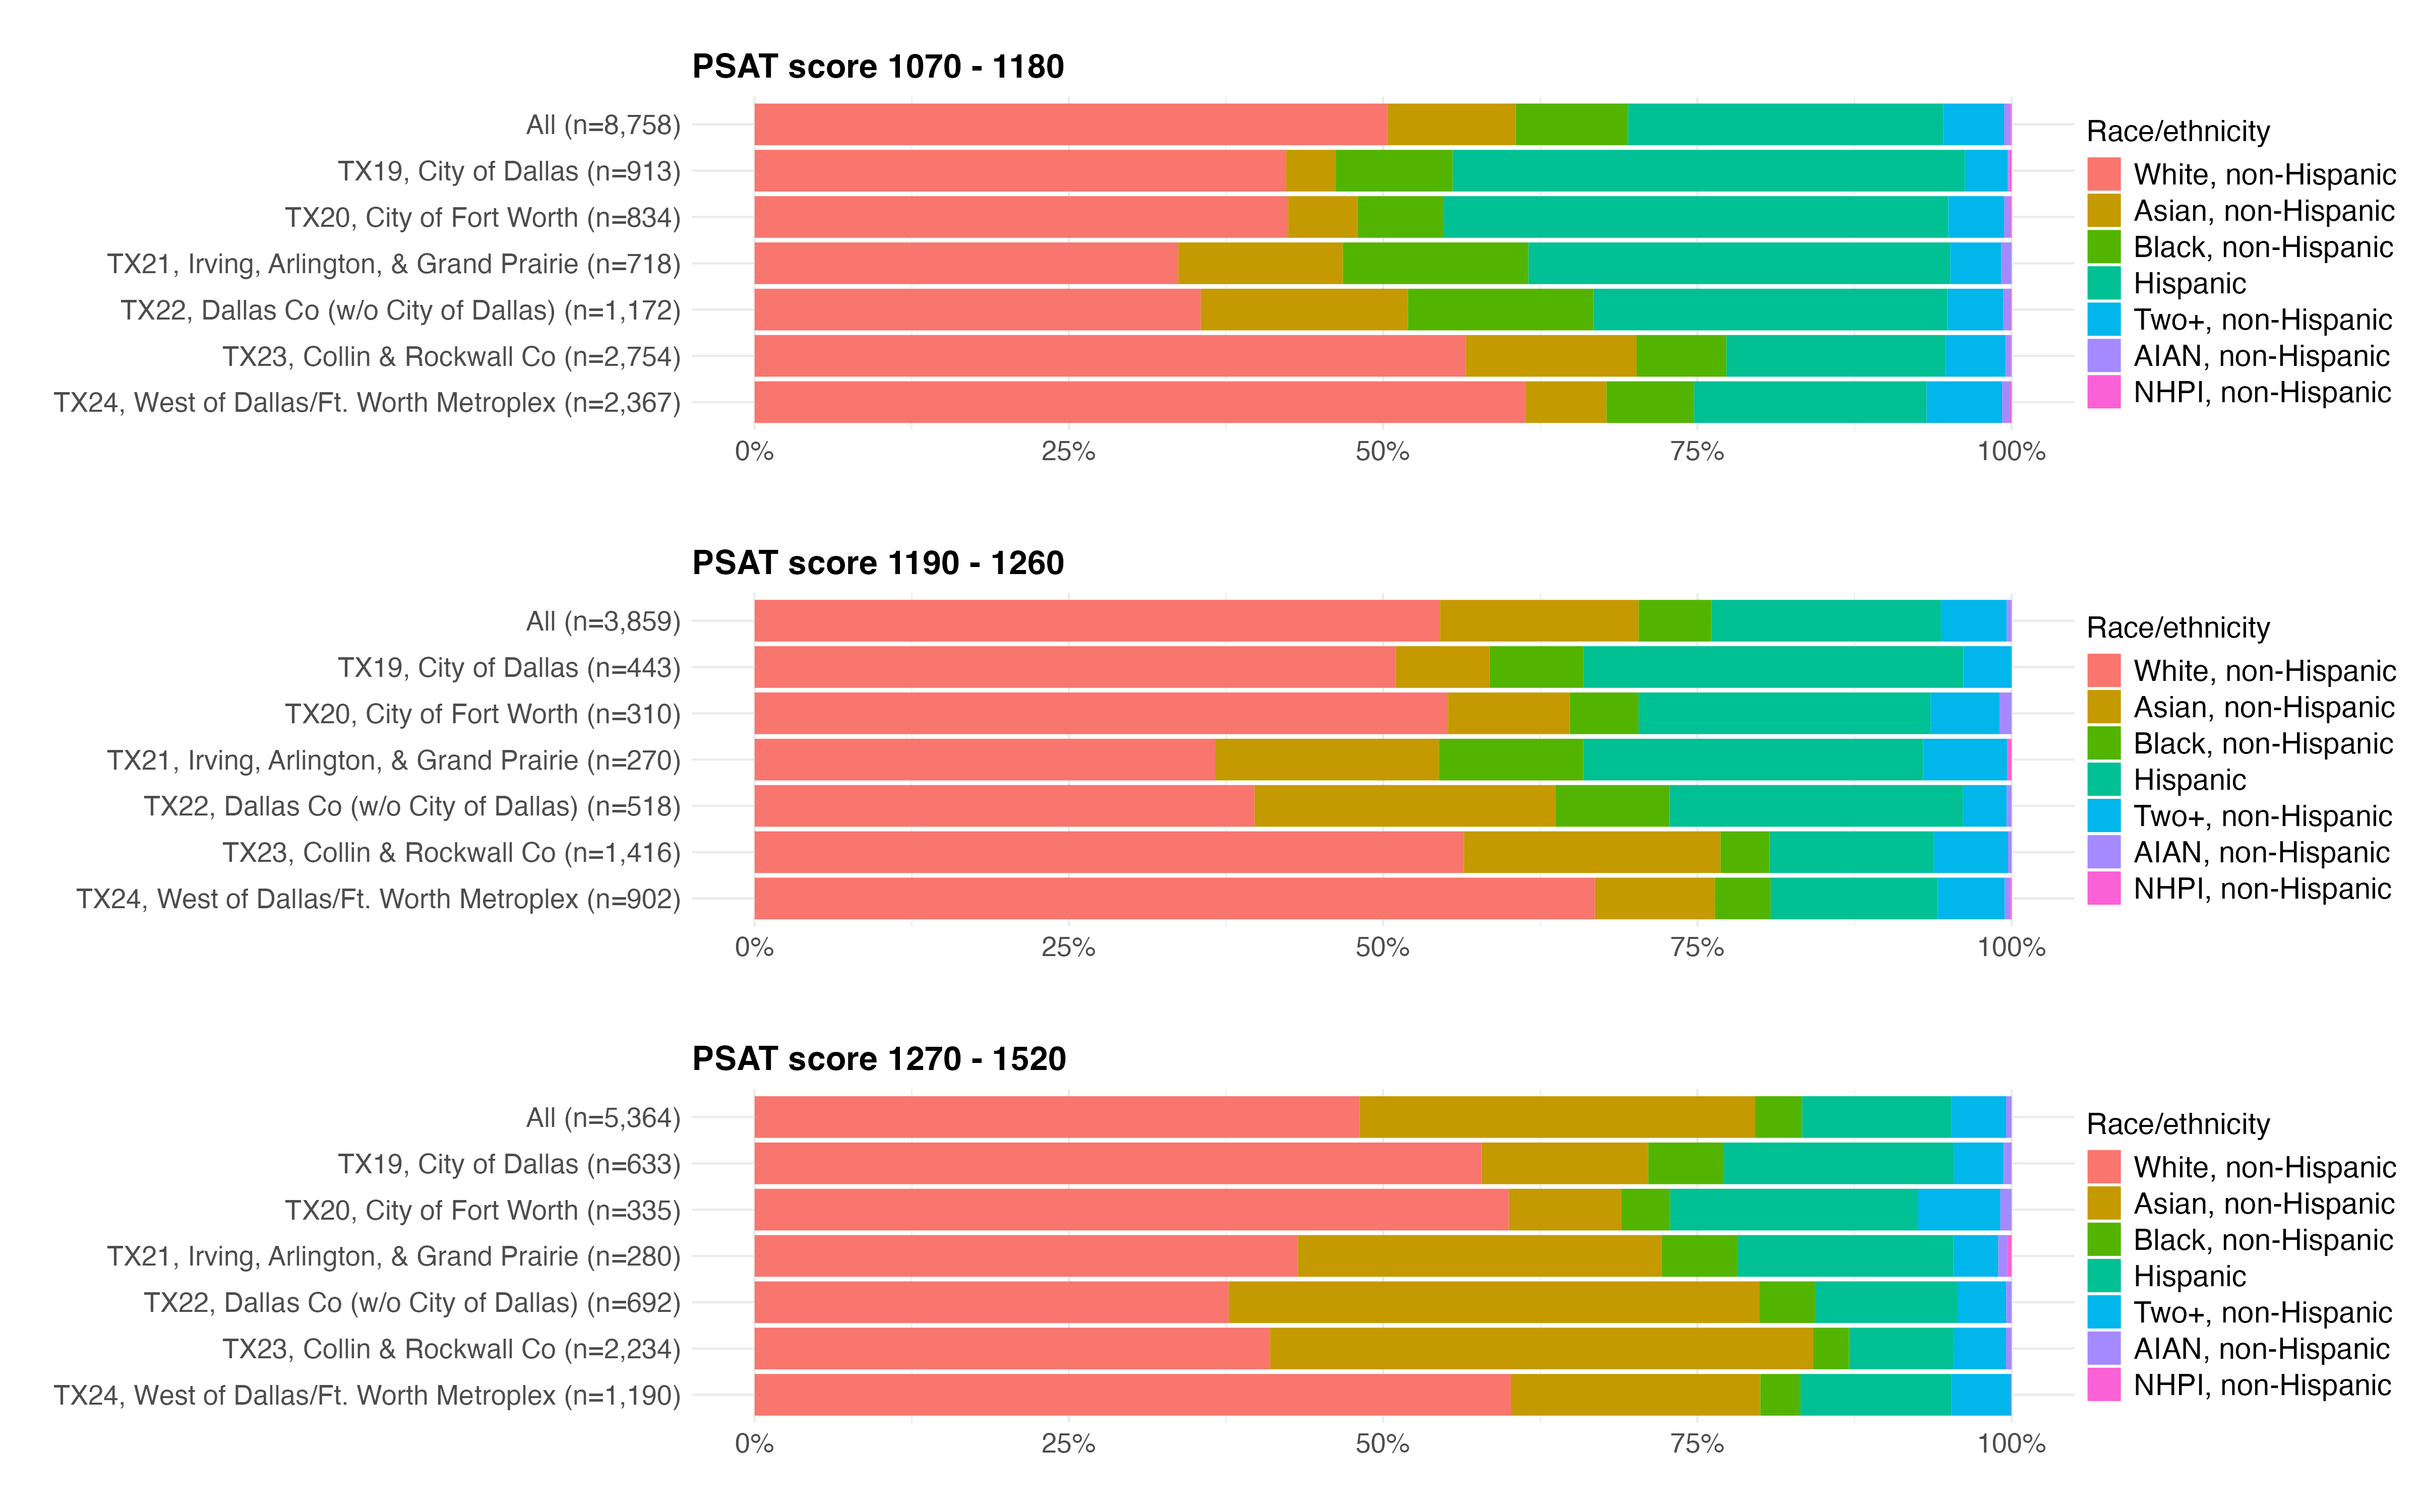 PSAT score 1070 - 1180
All (n=8,758)
TX19, City of Dallas (n=913)
TX20, City of Fort Worth (n=834)
TX21, Irving, Arlington, & Grand Prairie (n=718)
TX22, Dallas Co (w/o City of Dallas) (n=1,172)
TX23, Collin & Rockwall Co (n=2,754)
TX24, West of Dallas/Ft. Worth Metroplex (n=2,367)
0% 25% 50% 75% 100%
Race/ethnicity
White, non-Hispanic
Asian, non-Hispanic
Black, non-Hispanic
Hispanic
Two+, non-Hispanic
AIAN, non-Hispanic
NHPI, non-Hispanic
PSAT score 1190 - 1260
All (n=3,859)
TX19, City of Dallas (n=443)
TX20, City of Fort Worth (n=310)
TX21, Irving, Arlington, & Grand Prairie (n=270)
TX22, Dallas Co (w/o City of Dallas) (n=518)
TX23, Collin & Rockwall Co (n=1,416)
TX24, West of Dallas/Ft. Worth Metroplex (n=902)
0% 25% 50% 75% 100%
Race/ethnicity
White, non-Hispanic
Asian, non-Hispanic
Black, non-Hispanic
Hispanic
Two+, non-Hispanic
AIAN, non-Hispanic
NHPI, non-Hispanic
PSAT score 1270 - 1520
All (n=5,364)
TX19, City of Dallas (n=633)
TX20, City of Fort Worth (n=335)
TX21, Irving, Arlington, & Grand Prairie (n=280)
TX22, Dallas Co (w/o City of Dallas) (n=692)
TX23, Collin & Rockwall Co (n=2,234)
TX24, West of Dallas/Ft. Worth Metroplex (n=1,190)
0% 25% 50% 75% 100%
Race/ethnicity
White, non-Hispanic
Asian, non-Hispanic
Black, non-Hispanic
Hispanic
Two+, non-Hispanic
AIAN, non-Hispanic
NHPI, non-Hispanic